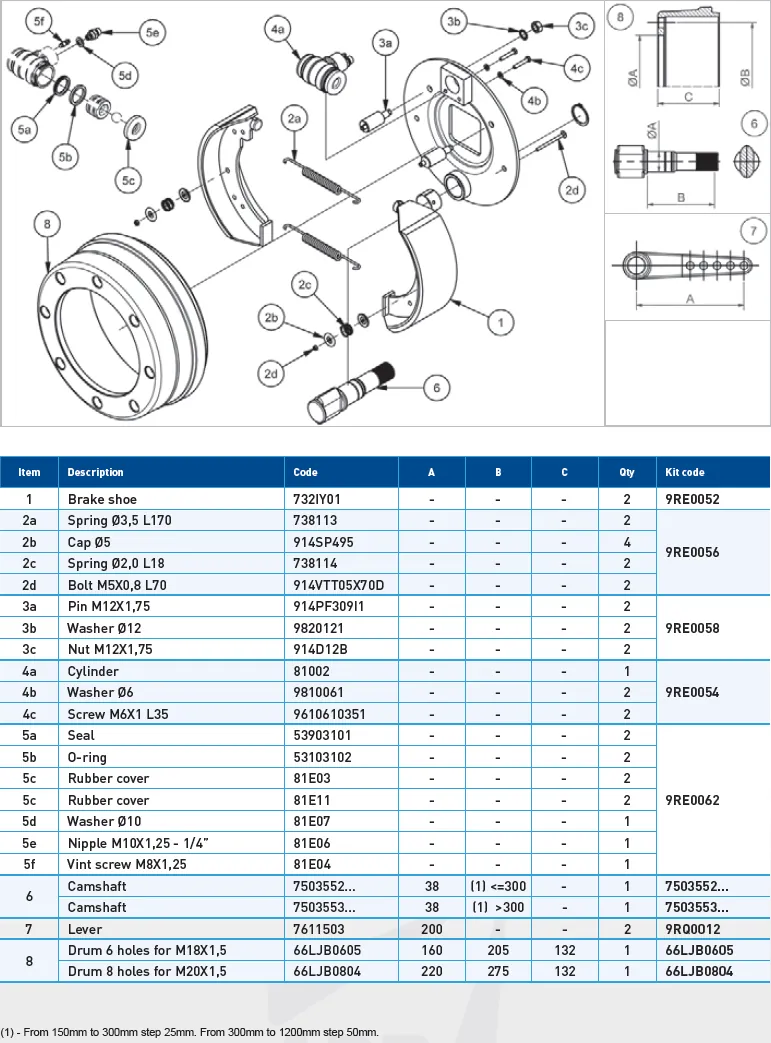 5f
5e
5d
5a
5b
5c
4a
3a
3b
3c
4c
4b
2a
2d
8
2c
2b
2d
1
6
8
ØA
ØB
C
6
ØA
B
7
A
Item Description Code A B C Qty Kit code
1 Brake shoe 732IY01 - - - 2 9RE0052
2a Spring Ø3,5 L170 738113 - - - 2
2b Cap Ø5 914SP495 - - - 4
9RE0056
2c Spring Ø2,0 L18 738114 - - - 2
2d Bolt M5X0,8 L70 914VTT05X70D - - - 2
3a Pin M12X1,75 914PF309I1 - - - 2
3b Washer Ø12 9820121 - - - 2 9RE0058
3c Nut M12X1,75 914D12B - - - 2
4a Cylinder 81002 - - - 1
4b Washer Ø6 9810061 - - - 2 9RE0054
4c Screw M6X1 L35 9610610351 - - - 2
5a Seal 53903101 - - - 2
5b O-ring 53103102 - - - 2
5c Rubber cover 81E03 - - - 2
5c Rubber cover 81E11 - - - 2 9RE0062
5d Washer Ø10 81E07 - - - 1
5e Nipple M10X1,25 - 1/4” 81E06 - - - 1
5f Vint screw M8X1,25 81E04 - - - 1
6
Camshaft 7503552... 38 (1) <=300 - 1 7503552...
Camshaft 7503553... 38 (1) >300 - 1 7503553...
7 Lever 7611503 200 - - 2 9RQ0012
8
Drum 6 holes for M18X1,5 66LJB0605 160 205 132 1 66LJB0605
Drum 8 holes for M20X1,5 66LJB0804 220 275 132 1 66LJB0804
(1) - From 150mm to 300mm step 25mm. From 300mm to 1200mm step 50mm.